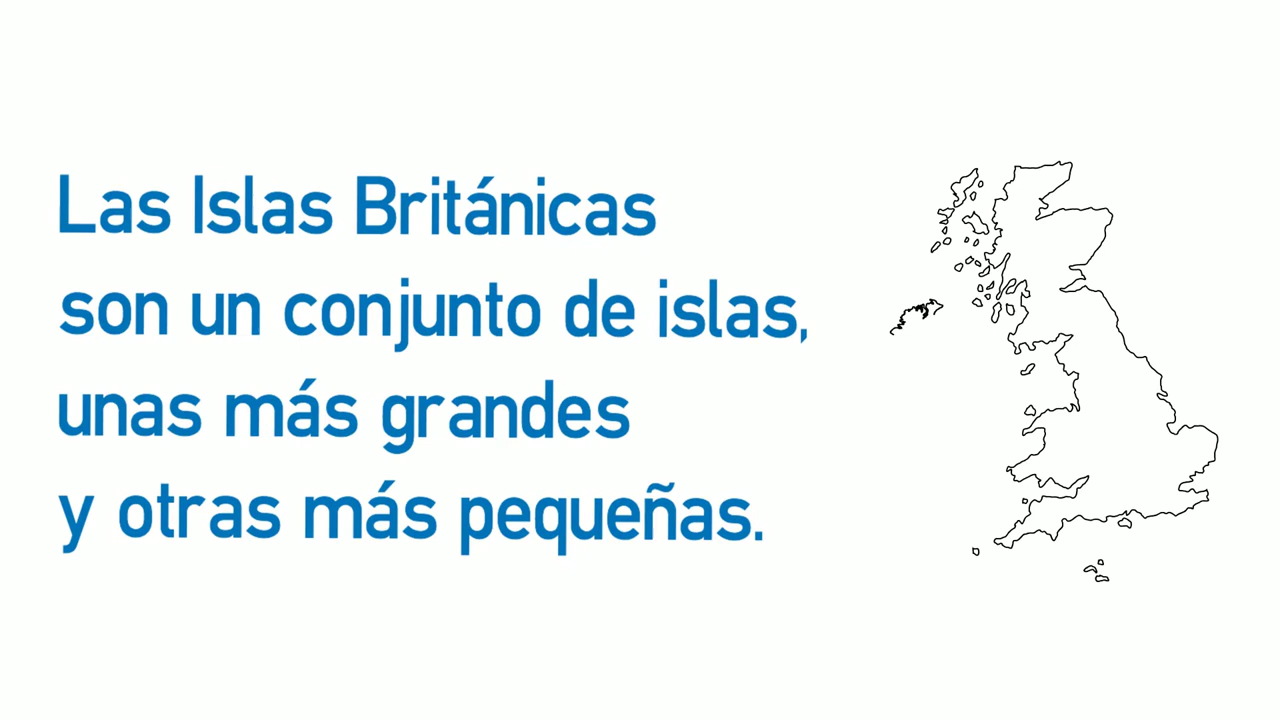 Las Islas Británicas
son un conjunto de islas,
unas más grandes
y otras más pequeñas.